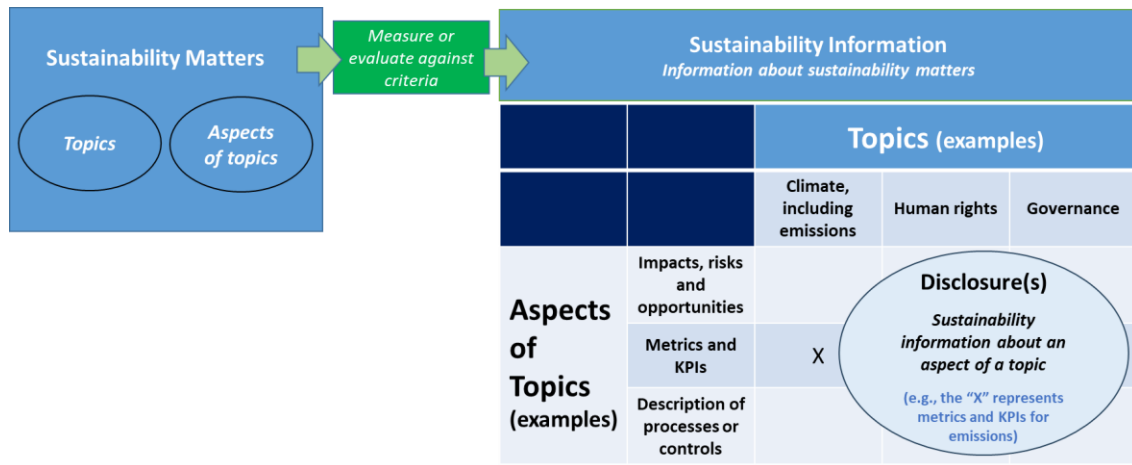 Sustainability Matters
Topics
Aspects
of topics
Measure or
evaluate against
criteria
Sustainability Information
Information about sustainability matters
Topics (examples)
Climate,
including
emissions
Human rights
Governance
Aspects
of
Topics
(examples)
Impacts, risks
and
opportunities
Metrics and
KPIs
X
Description of
processes or
controls
Disclosure(s)
Sustainability
information about an
aspect of a topic
(e.g., the “X” represents
metrics and KPIs for
emissions)